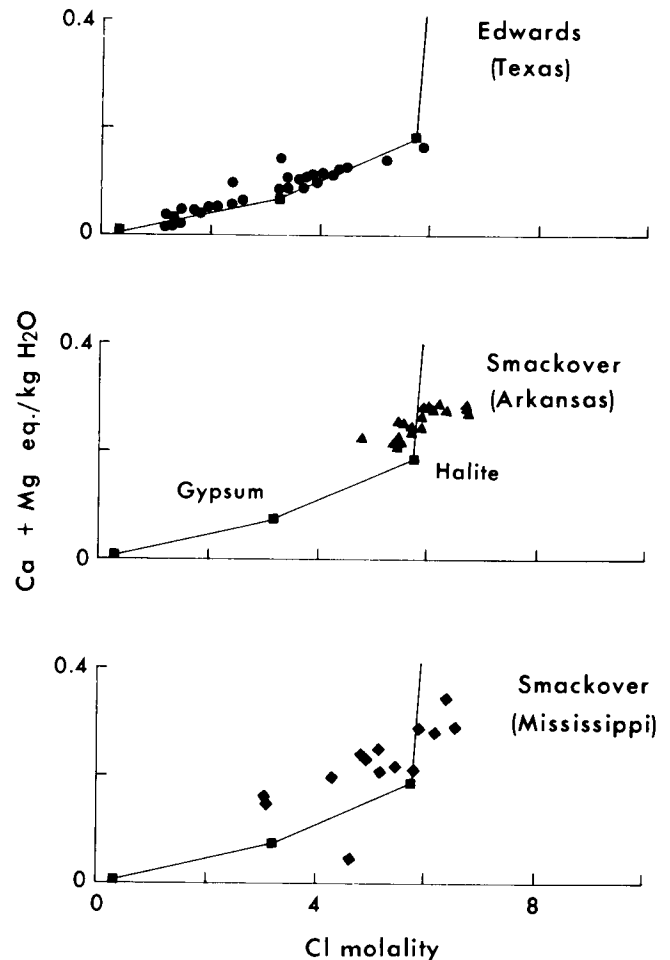 0.4
Edwards
(Texas)
0
Ca + Mg eq./kg H2O
0.4
Smackover
(Arkansas)
Gypsum
Halite
0
0.4
Smackover
(Mississippi)
0
0 4 8
Cl molality